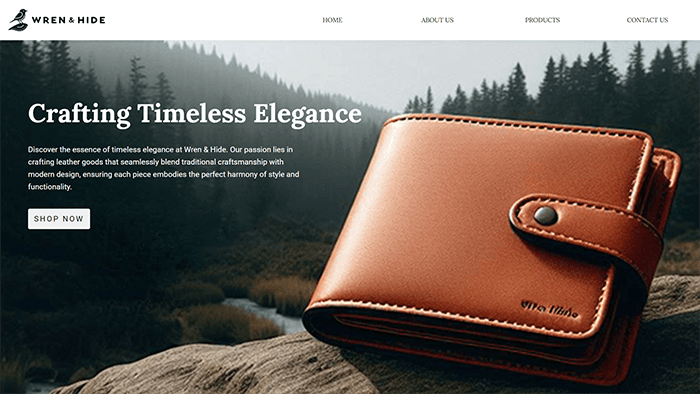 WREN & HIDE
HOME
ABOUT US
PRODUCTS
CONTACT US
Crafting Timeless Elegance
Discover the essence of timeless elegance at Wren & Hide. Our passion lies in
crafting leather goods that seamlessly blend traditional craftsmanship with
modern design, ensuring each piece embodies the perfect harmony of style and
functionality.
SHOP NOW